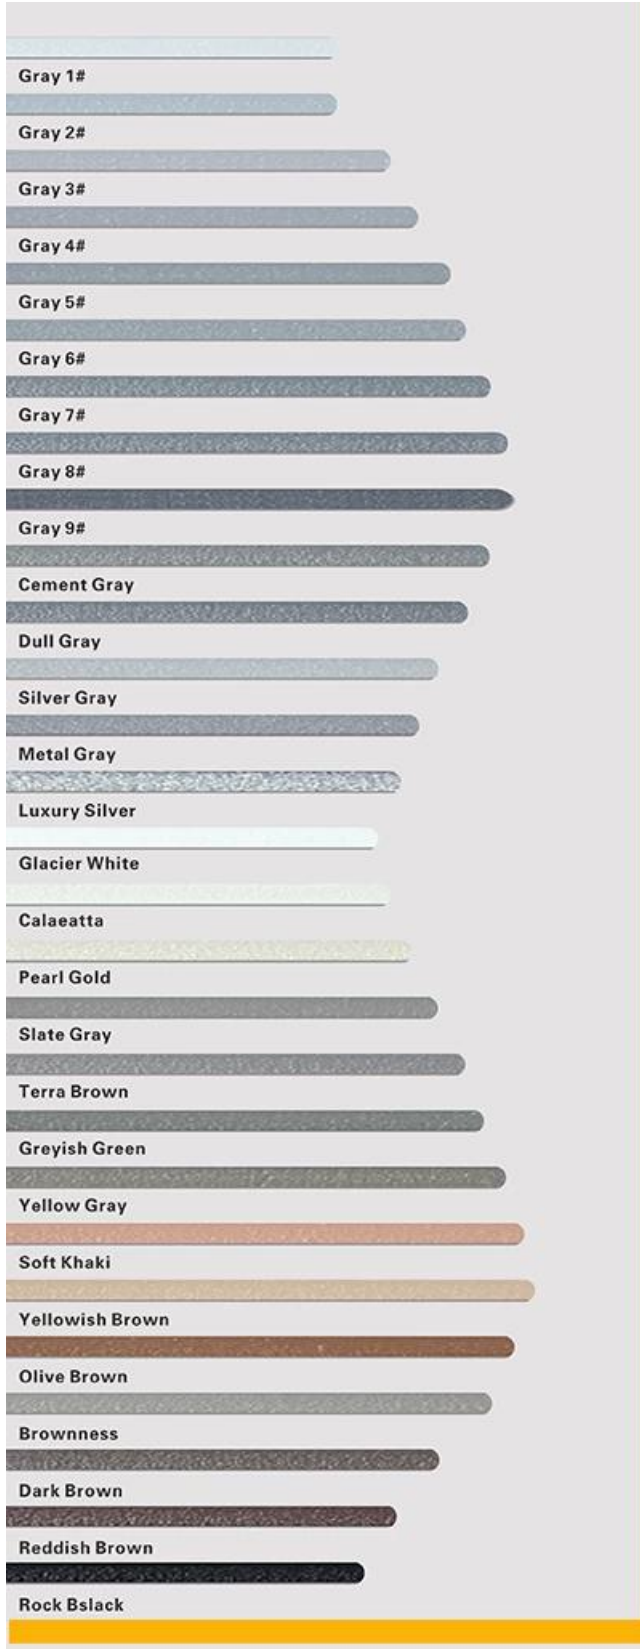 Gray 1#
Gray 2#
Gray 3#
Gray 4#
Gray 5#
Gray 6#
Gray 7#
Gray 8#
Gray 9#
Cement Gray
Dull Gray
Silver Gray
Metal Gray
Luxury Silver
Glacier White
Calaeatta
Pearl Gold
Slate Gray
Terra Brown
Greyish Green
Yellow Gray
Soft Khaki
Yellowish Brown
Olive Brown
Brownness
Dark Brown
Reddish Brown
Rock Bslack